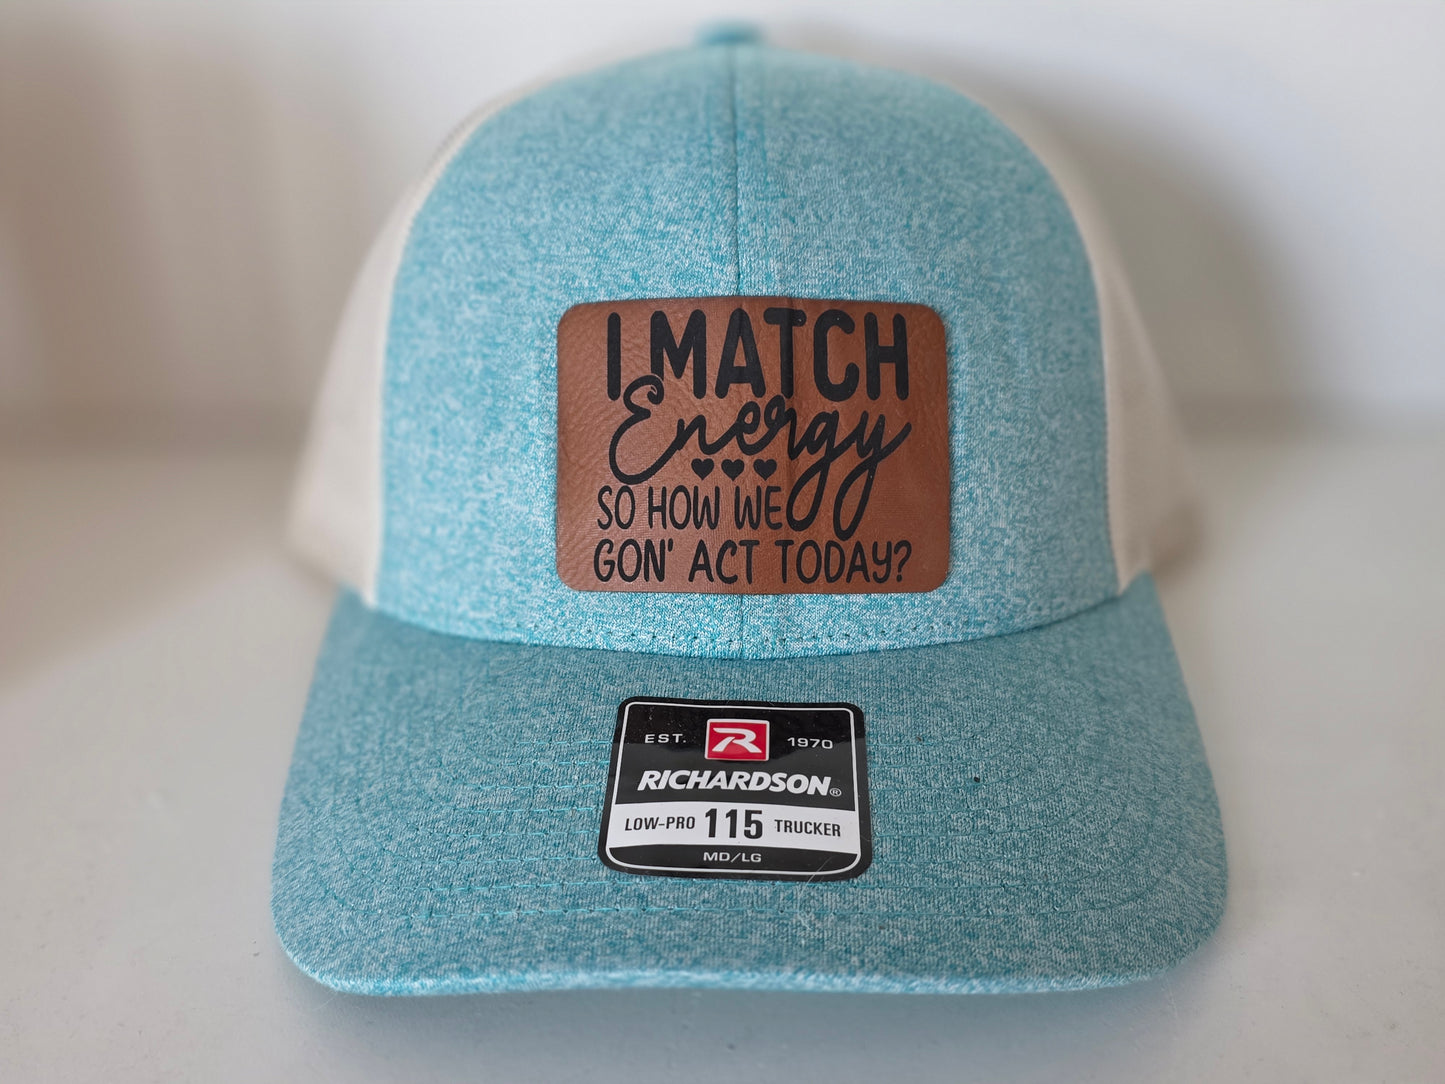 I MATCH
Energy
SO HOW WE
GON' ACT TODAY?
EST. R 1970
RICHARDSON®
LOW-PRO 115 TRUCKER
MD/LG